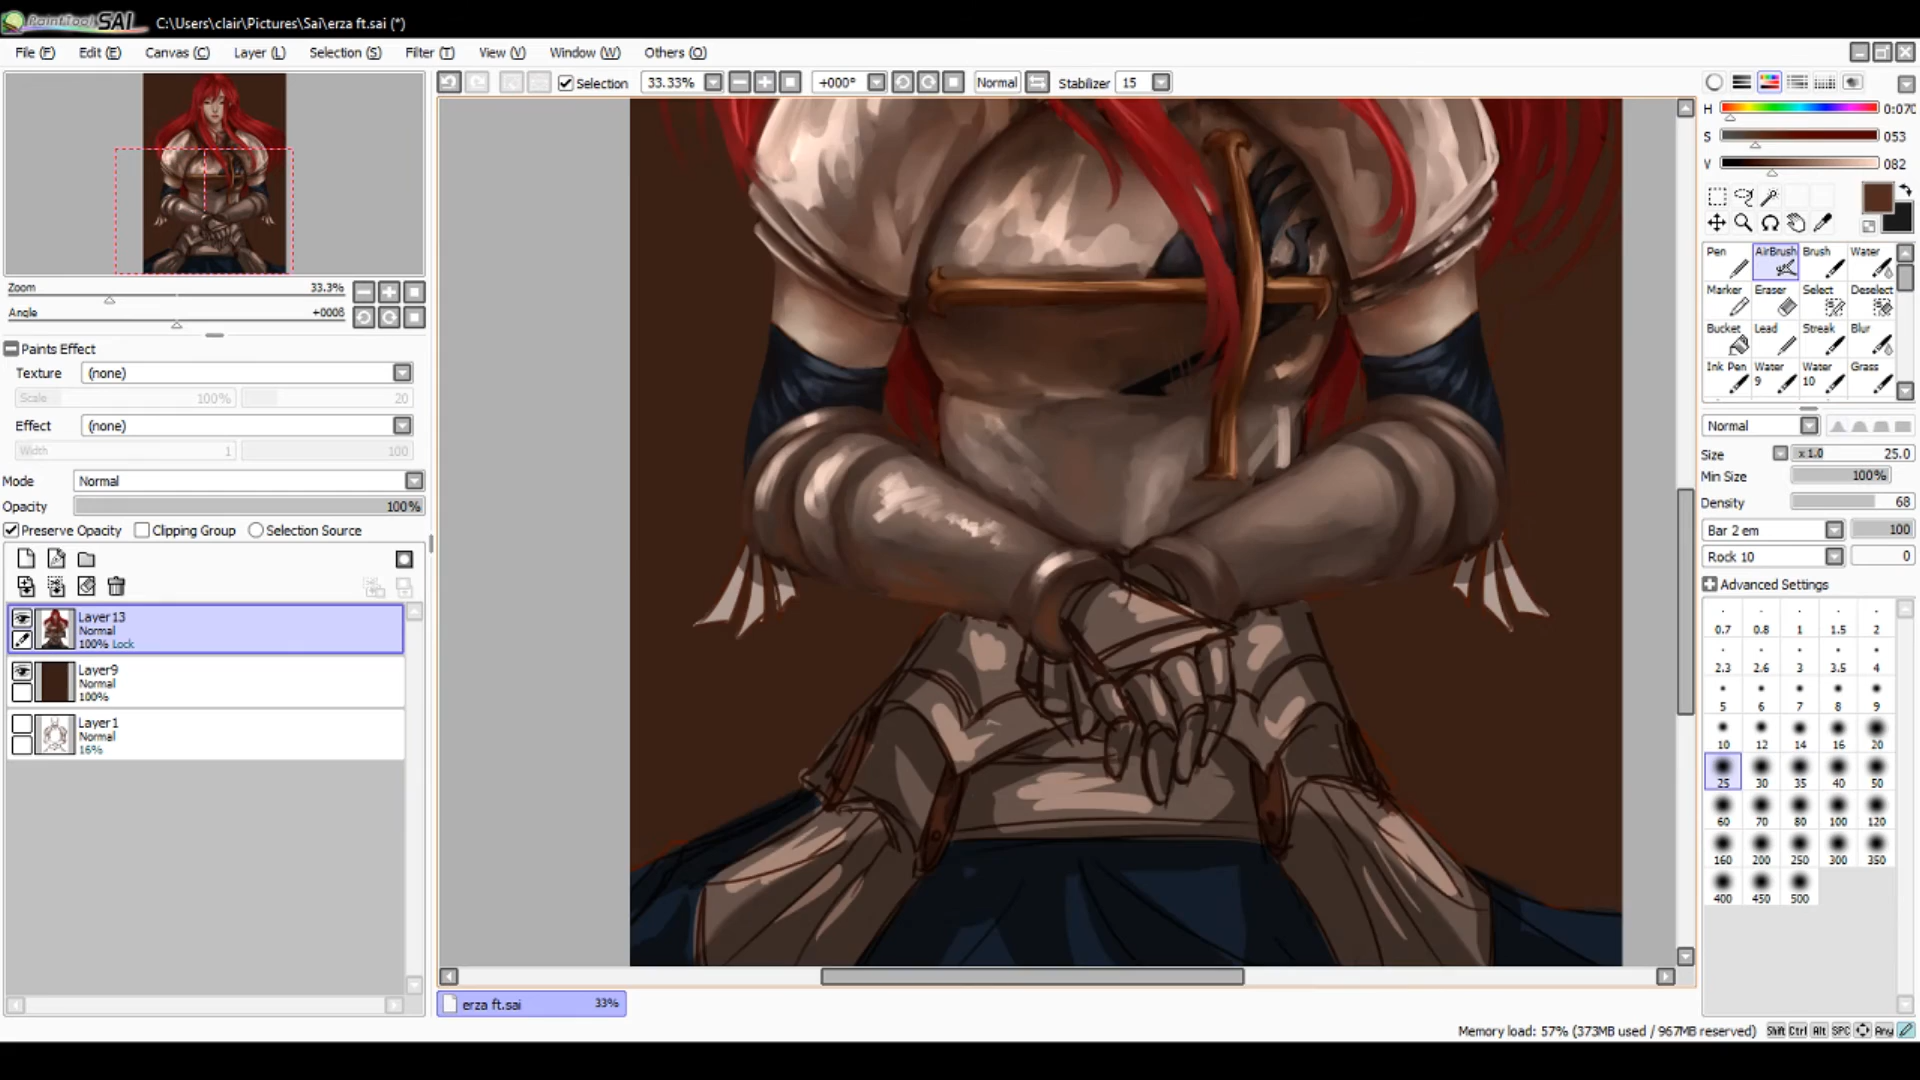 PaintTool SAI C:\Users\clair\Pictures\Sai\erza ft.sai (*)
File (F) Edit (E) Canvas (C) Layer (L) Selection (S) Filter (T) View (V) Window (W) Others (O)
Selection 33.33% +000° Normal Stabilizer 15
H 0:070
S 053
V 082
Zoom 33.3%
Angle +0006
Paints Effect
Texture (none)
Scale 100% 20
Effect (none)
Width 1 100
Mode Normal
Opacity 100%
Preserve Opacity Clipping Group Selection Source
Layer13
Normal
100% Lock
Layer9
Normal
100%
Layer1
Normal
16%
Pen AirBrush Brush Water
Marker Eraser Select Deselect
Bucket Lead Streak Blur
Ink Pen Water 9 Water 10 Grass
Normal
Size x 1.0 25.0
Min Size 100%
Density 68
Bar 2 em 100
Rock 10 0
Advanced Settings
0.7 0.8 1 1.5 2
2.3 2.6 3 3.5 4
5 6 7 8 9
10 12 14 16 20
25 30 35 40 50
60 70 80 100 120
160 200 250 300 350
400 450 500
erza ft.sai 33%
Memory load: 57% (373MB used / 967MB reserved) Shift Ctrl Alt SPC Any